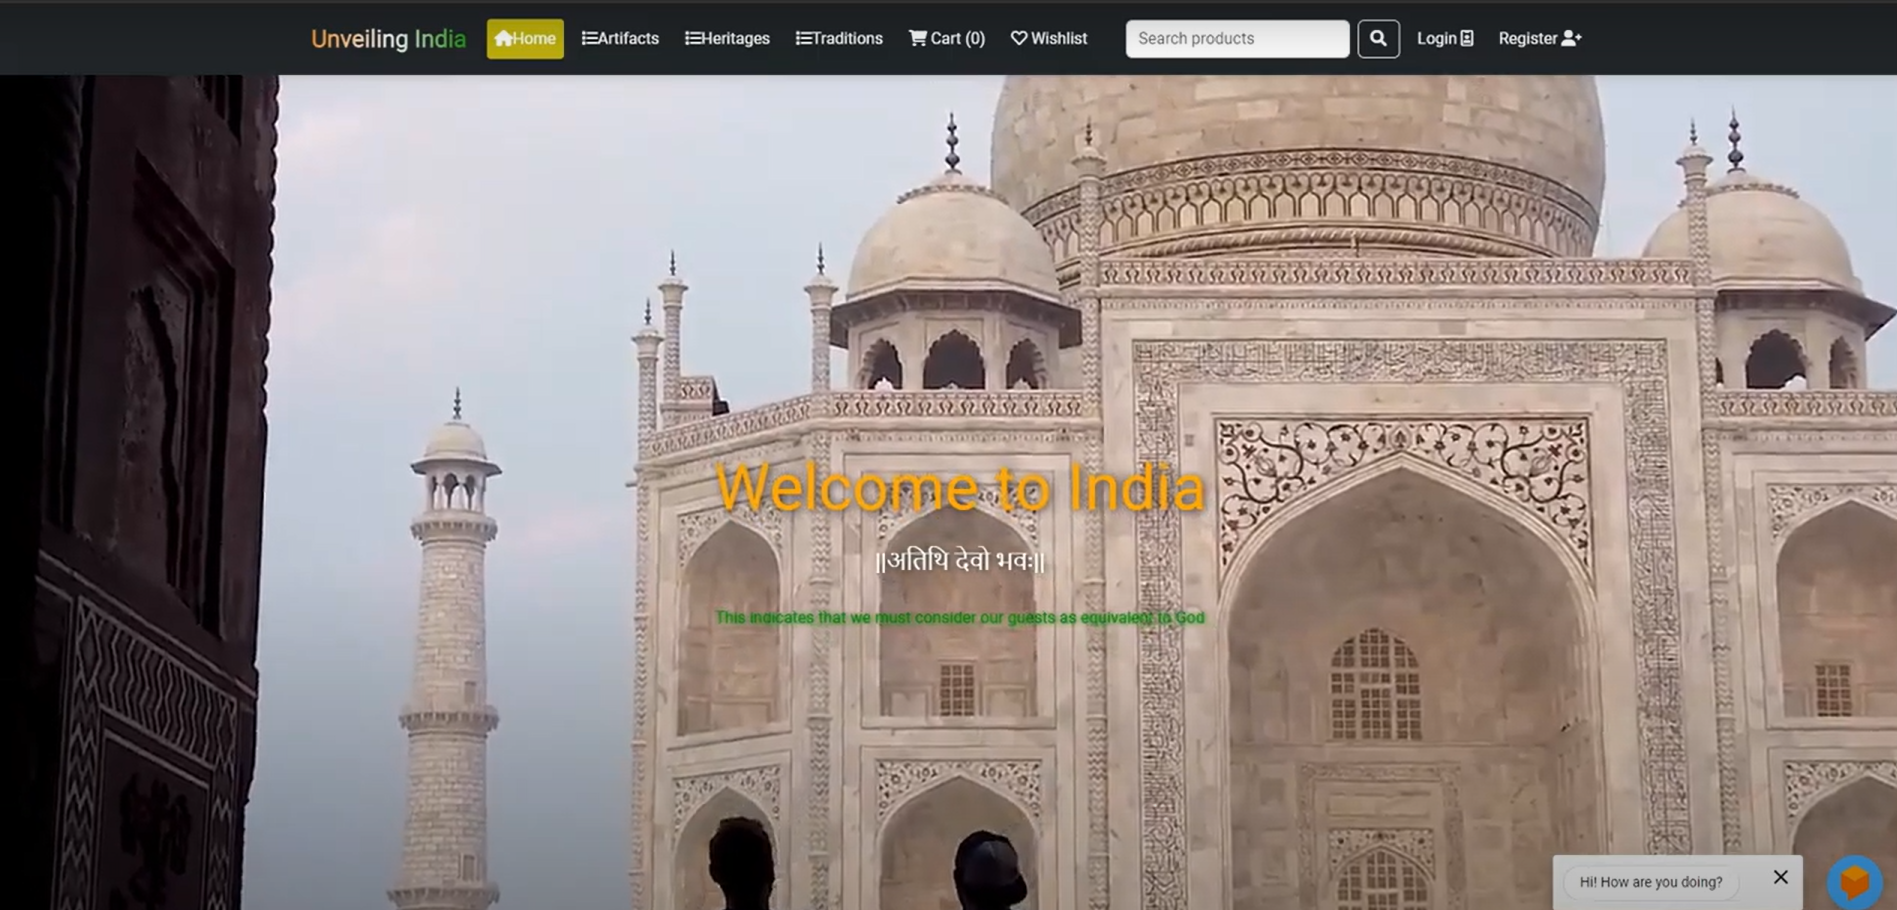 Unveiling India Home Artifacts Heritages Traditions Cart (0) Wishlist Search products Login Register
Welcome to India
||अतिथि देवो भवः||
This indicates that we must consider our guests as equivalent to God
Hi! How are you doing?